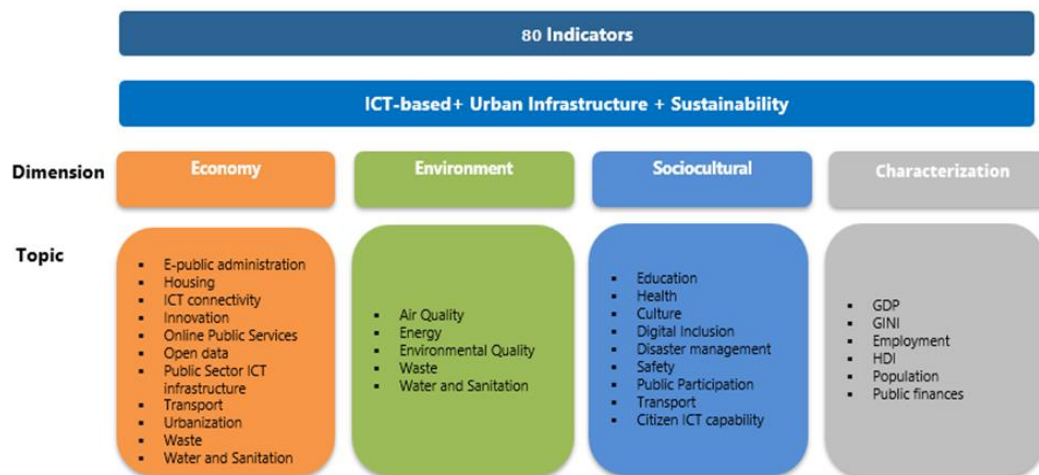 80 Indicators
ICT-based+ Urban Infrastructure + Sustainability
Dimension
Economy
Environment
Sociocultural
Characterization
Topic
▪ E-public administration
▪ Housing
▪ ICT connectivity
▪ Innovation
▪ Online Public Services
▪ Open data
▪ Public Sector ICT
infrastructure
▪ Transport
▪ Urbanization
▪ Waste
▪ Water and Sanitation
▪ Air Quality
▪ Energy
▪ Environmental Quality
▪ Waste
▪ Water and Sanitation
▪ Education
▪ Health
▪ Culture
▪ Digital Inclusion
▪ Disaster management
▪ Safety
▪ Public Participation
▪ Transport
▪ Citizen ICT capability
▪ GDP
▪ GINI
▪ Employment
▪ HDI
▪ Population
▪ Public finances